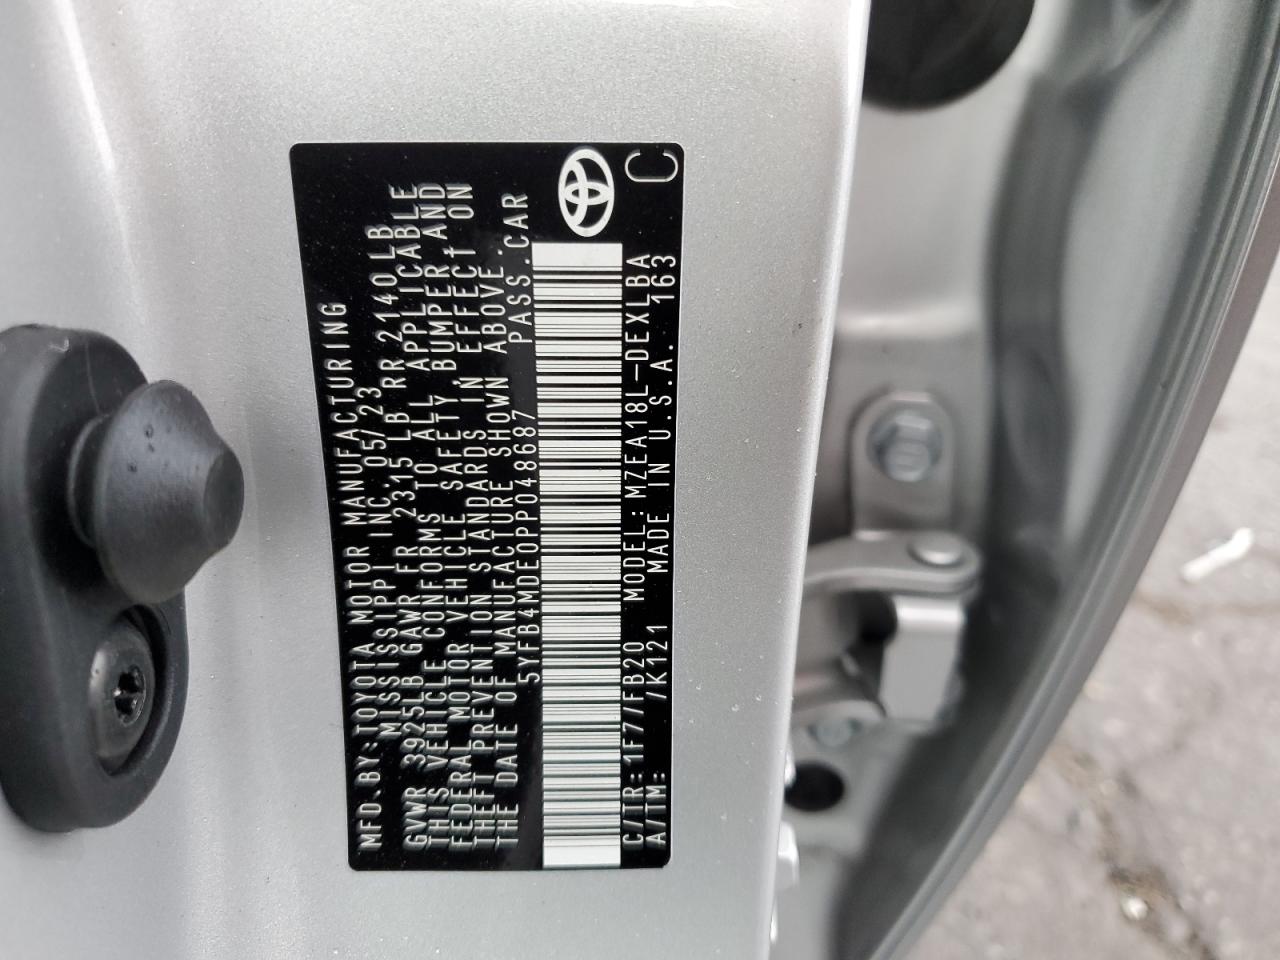 MFD.BY:TOYOTA MOTOR MANUFACTURING
MISSISSIPPI INC. 05/23
GVWR 3925LB GAWR FR 2315 LB RR 2140LB
THIS VEHICLE CONFORMS TO ALL APPLICABLE
FEDERAL MOTOR VEHICLE SAFETY, BUMPER, AND
THEFT PREVENTION STANDARDS IN EFFECT ON
THE DATE OF MANUFACTURE SHOWN ABOVE.
5YFB4MDE0PP048687 PASS.CAR
C/TR:1F7/FB20 MODEL:MZEA18L-DEXLBA
A/TM: /K121 MADE IN U.S.A. 163
C